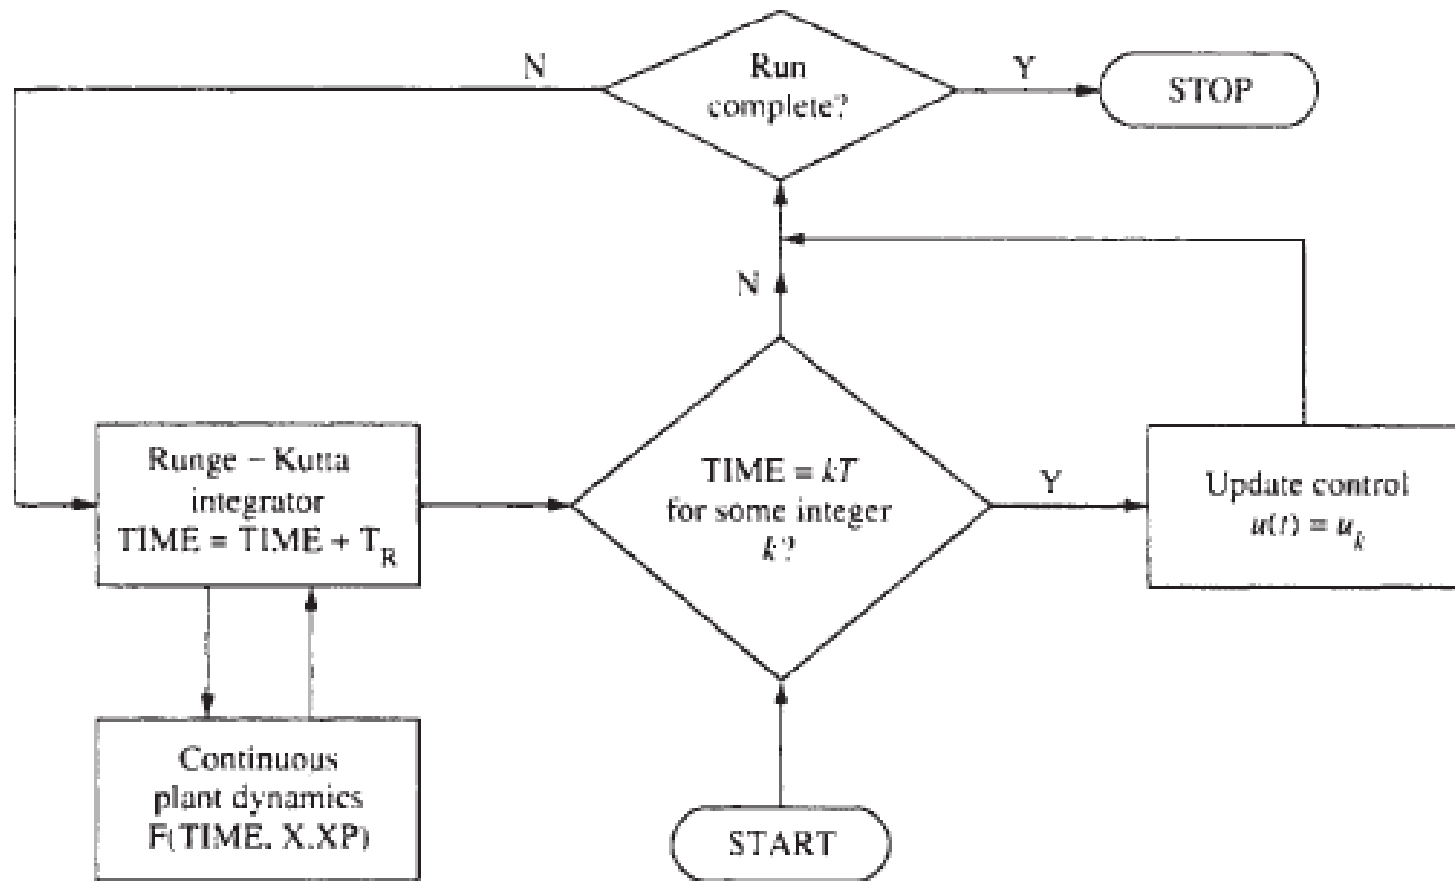 N
Run
complete?
Y
STOP
N
Runge – Kutta
integrator
TIME = TIME + T_R
TIME = kT
for some integer
k?
Y
Update control
u(t) = u_k
Continuous
plant dynamics
F(TIME, X,XP)
START